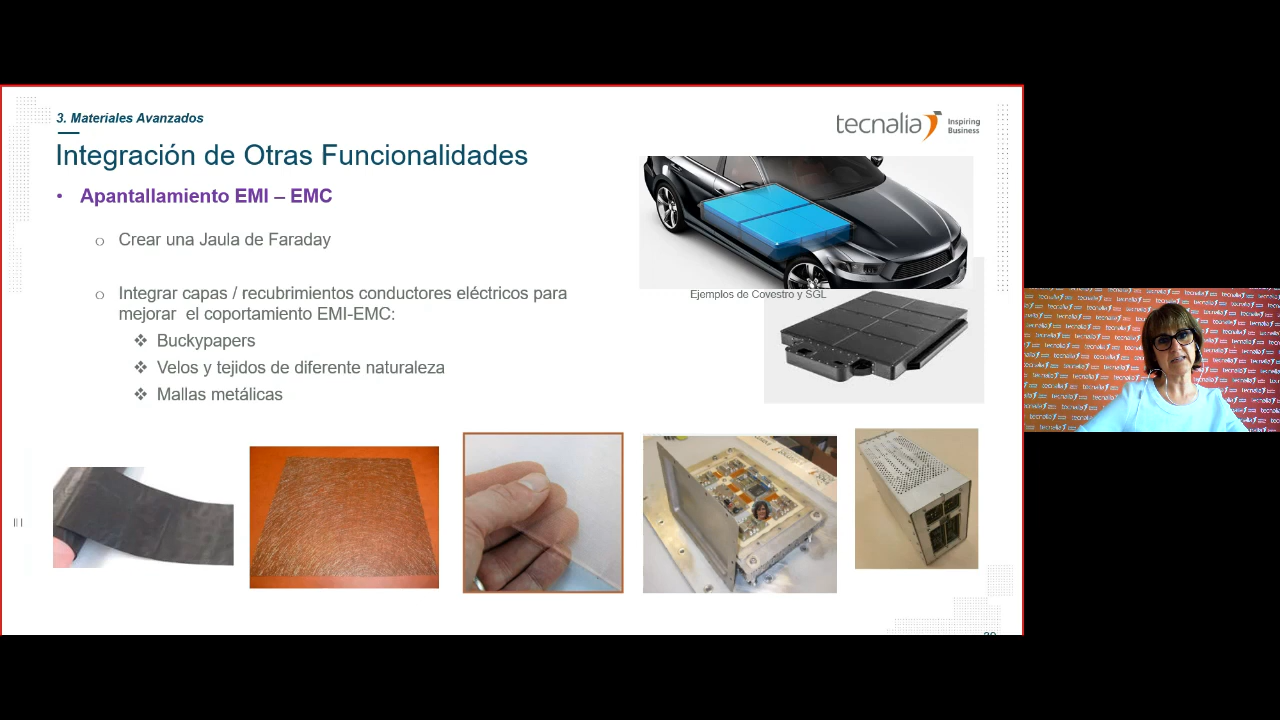 3. Materiales Avanzados
tecnalia Inspiring
Business
Integración de Otras Funcionalidades
• Apantallamiento EMI – EMC
o Crear una Jaula de Faraday
o Integrar capas / recubrimientos conductores eléctricos para
mejorar el coportamiento EMI-EMC:
❖ Buckypapers
❖ Velos y tejidos de diferente naturaleza
❖ Mallas metálicas
Ejemplos de Covestro y SGL